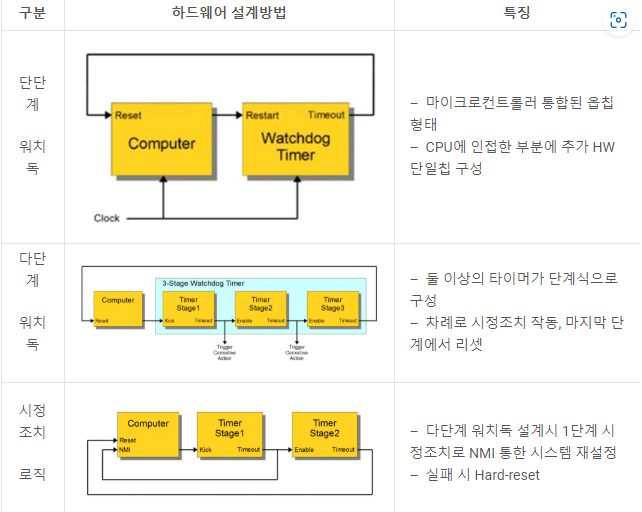 구분
하드웨어 설계방법
특징
단단
계
워치
독
Reset
Computer
Restart
Timeout
Watchdog
Timer
Clock
– 마이크로컨트롤러 통합된 옵칩
형태
– CPU에 인접한 부분에 추가 HW
단일칩 구성
다단
계
워치
독
3-Stage Watchdog Timer
Computer
Reset
Timer
Stage1
Kick
Timeout
Timer
Stage2
Enable
Timeout
Timer
Stage3
Enable
Timeout
Trigger
Corrective
Action
Trigger
Corrective
Action
– 둘 이상의 타이머가 단계식으로
구성
– 차례로 시정조치 작동, 마지막 단
계에서 리셋
시정
조치
로직
Computer
Reset
NMI
Timer
Stage1
Kick
Timeout
Timer
Stage2
Enable
Timeout
– 다단계 워치독 설계시 1단계 시
정조치로 NMI 통한 시스템 재설정
– 실패 시 Hard-reset